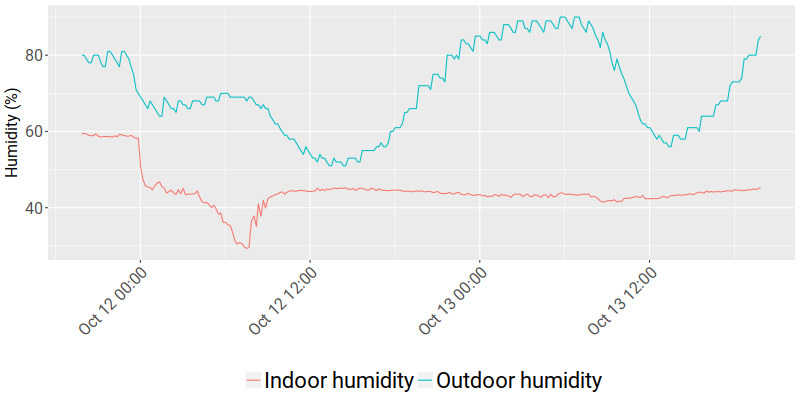 Humidity (%)
80
60
40
Oct 12 00:00
Oct 12 12:00
Oct 13 00:00
Oct 13 12:00
Indoor humidity
Outdoor humidity